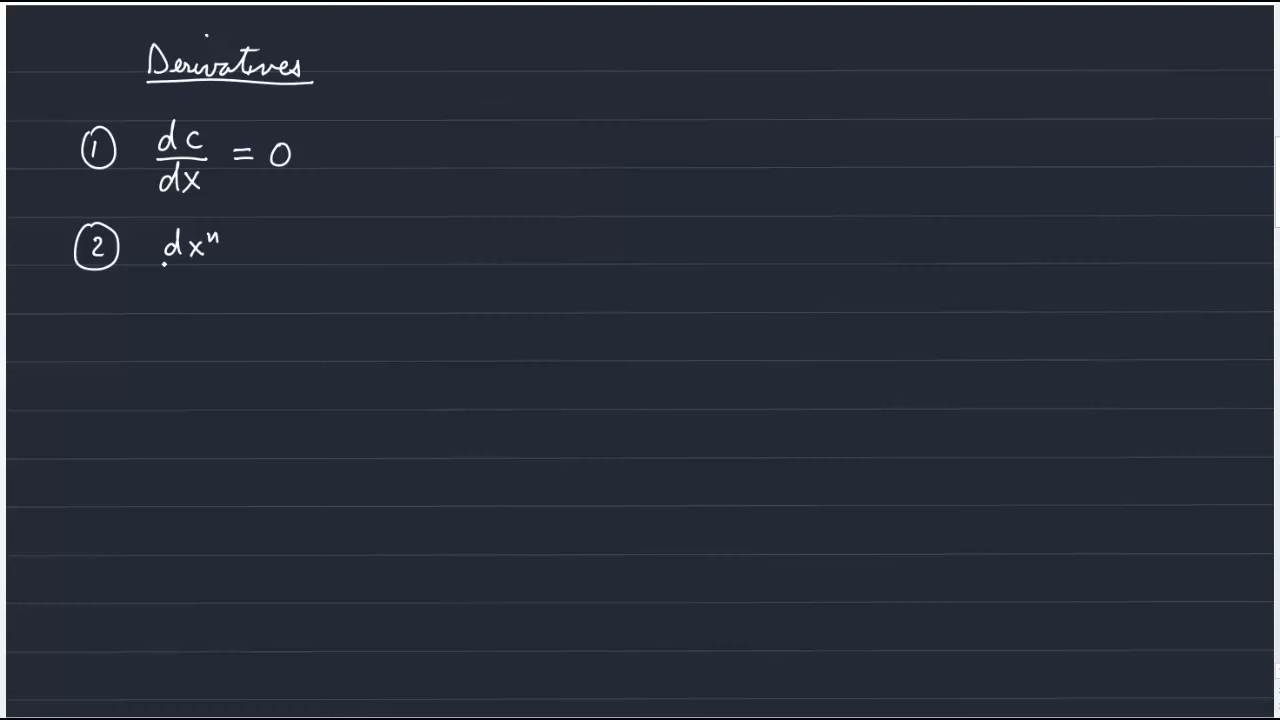 Derivatives
① dc/dx = 0
② dxⁿ